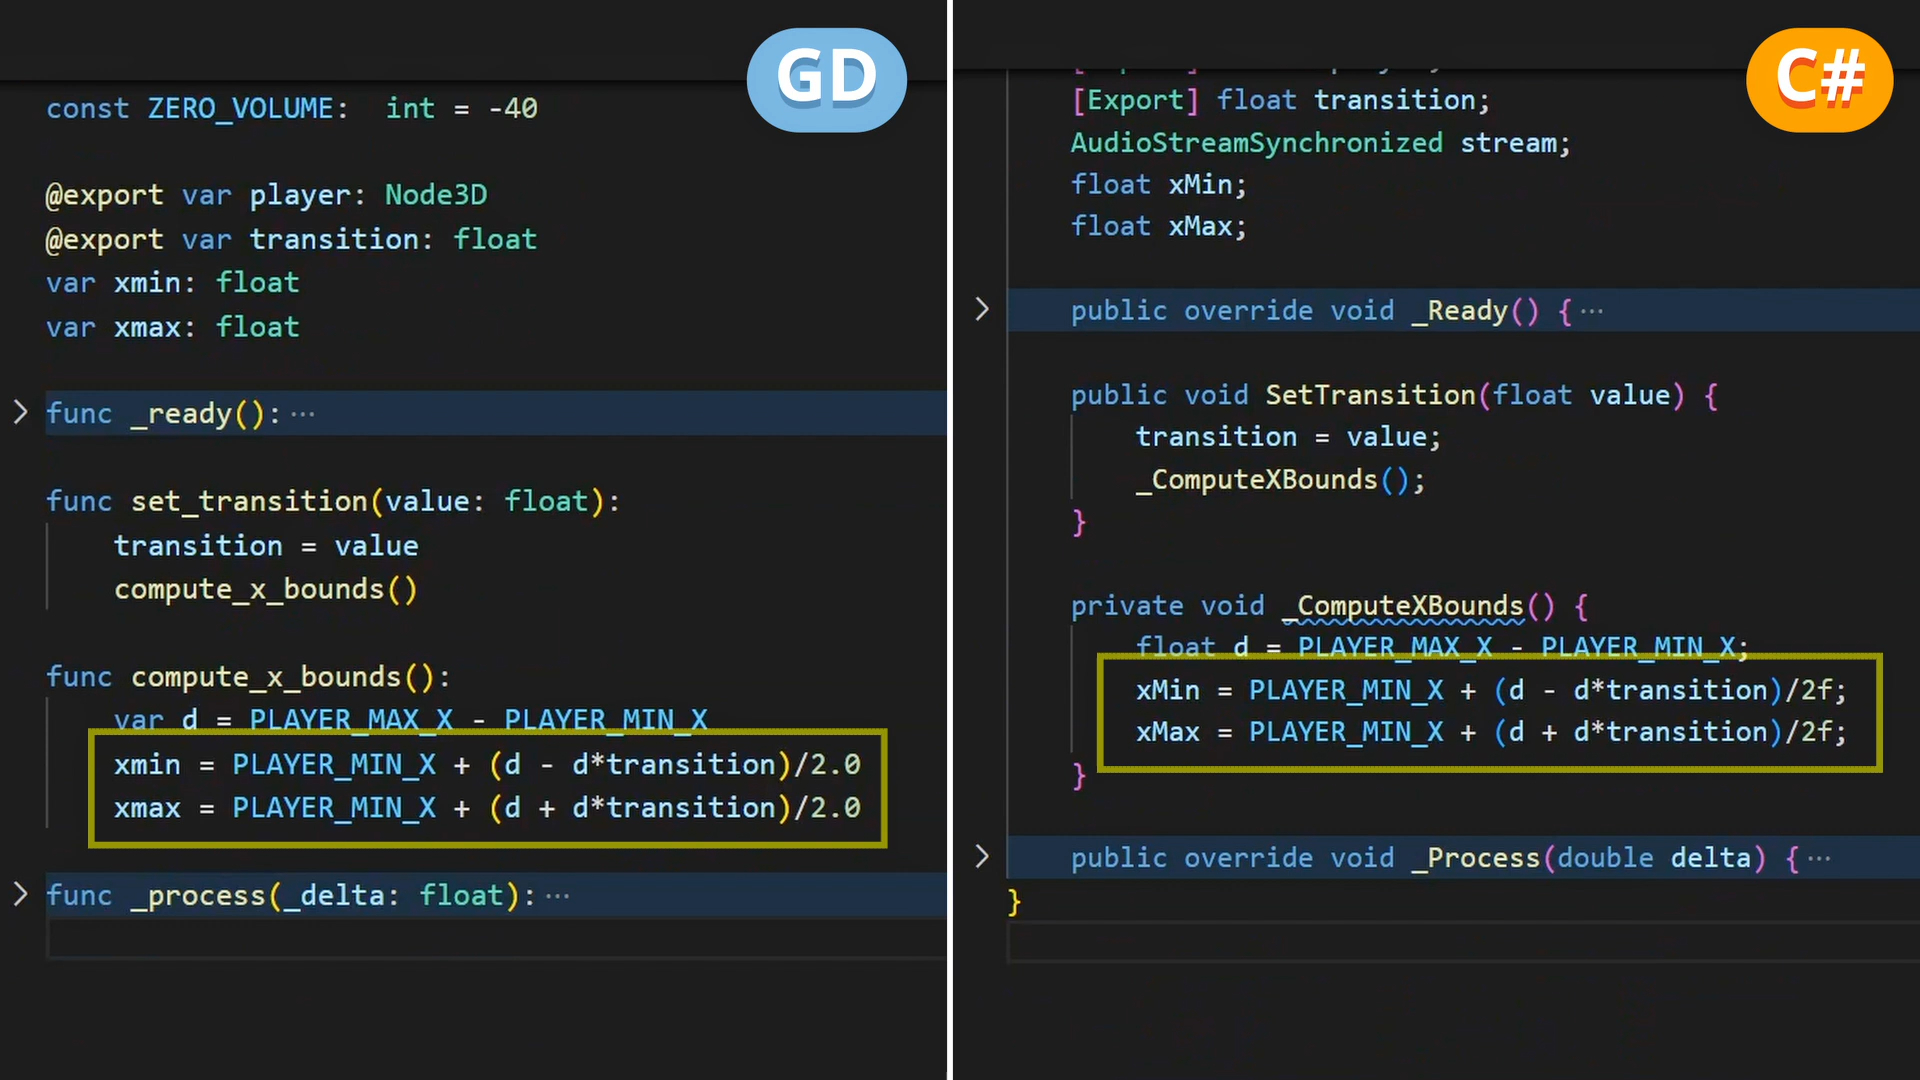 GD
const ZERO_VOLUME:  int = -40
@export var player: Node3D
@export var transition: float
var xmin: float
var xmax: float
func _ready():···
func set_transition(value: float):
transition = value
compute_x_bounds()
func compute_x_bounds():
var d = PLAYER_MAX_X - PLAYER_MIN_X
xmin = PLAYER_MIN_X + (d - d*transition)/2.0
xmax = PLAYER_MIN_X + (d + d*transition)/2.0
func _process(_delta: float):···
C#
[Export] float transition;
AudioStreamSynchronized stream;
float xMin;
float xMax;
public override void _Ready() {···
public void SetTransition(float value) {
transition = value;
_ComputeXBounds();
}
private void _ComputeXBounds() {
float d = PLAYER_MAX_X - PLAYER_MIN_X;
xMin = PLAYER_MIN_X + (d - d*transition)/2f;
xMax = PLAYER_MIN_X + (d + d*transition)/2f;
}
public override void _Process(double delta) {···
}